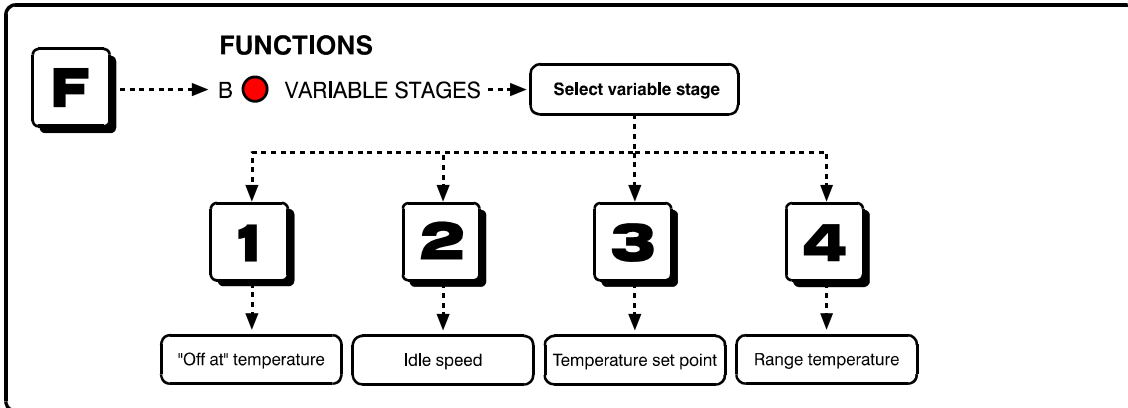 FUNCTIONS
F
B VARIABLE STAGES
Select variable stage
1
2
3
4
"Off at" temperature
Idle speed
Temperature set point
Range temperature